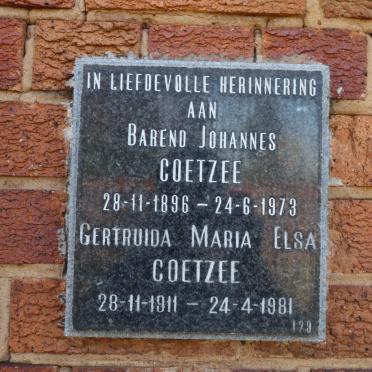 IN LIEFDEVOLLE HERINNERING
AAN
BAREND JOHANNES
COETZEE
28-11-1896 – 24-6-1973
GERTRUIDA MARIA ELSA
COETZEE
28-11-1911 – 24-4-1981
129